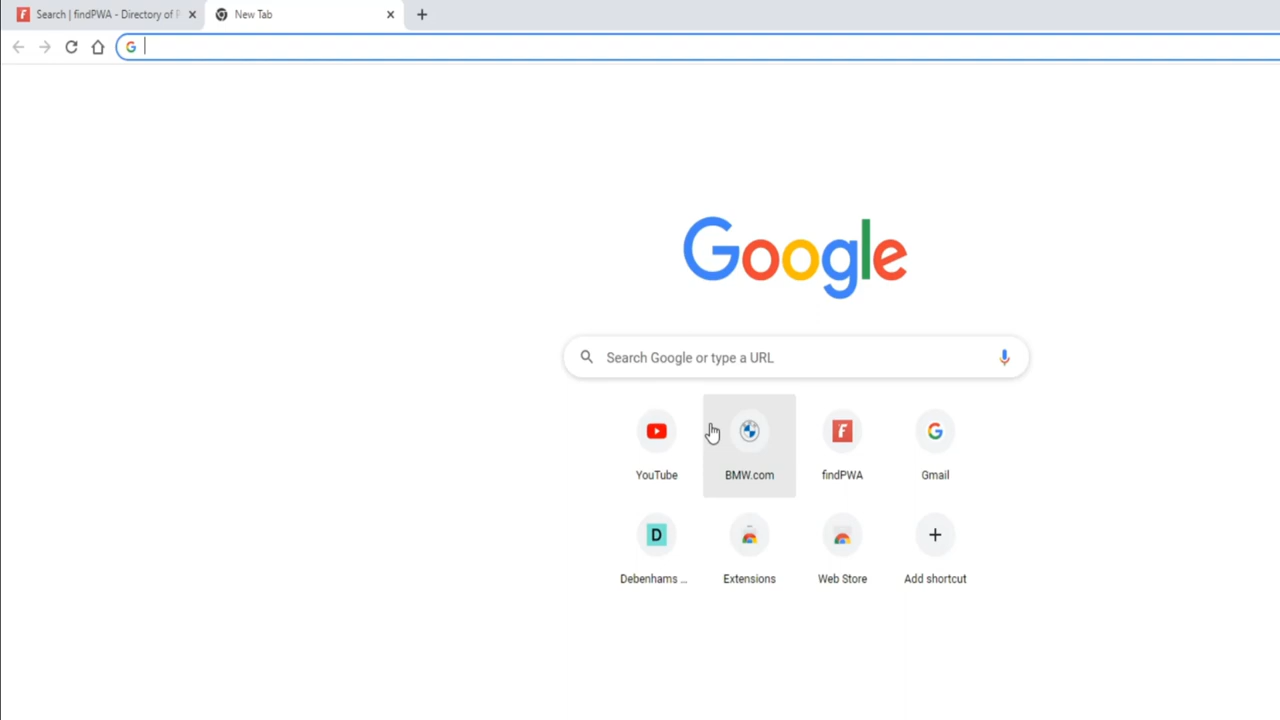 Search | findPWA - Directory of P
New Tab
Google
Search Google or type a URL
YouTube
BMW.com
findPWA
Gmail
D
Debenhams ...
Extensions
Web Store
Add shortcut